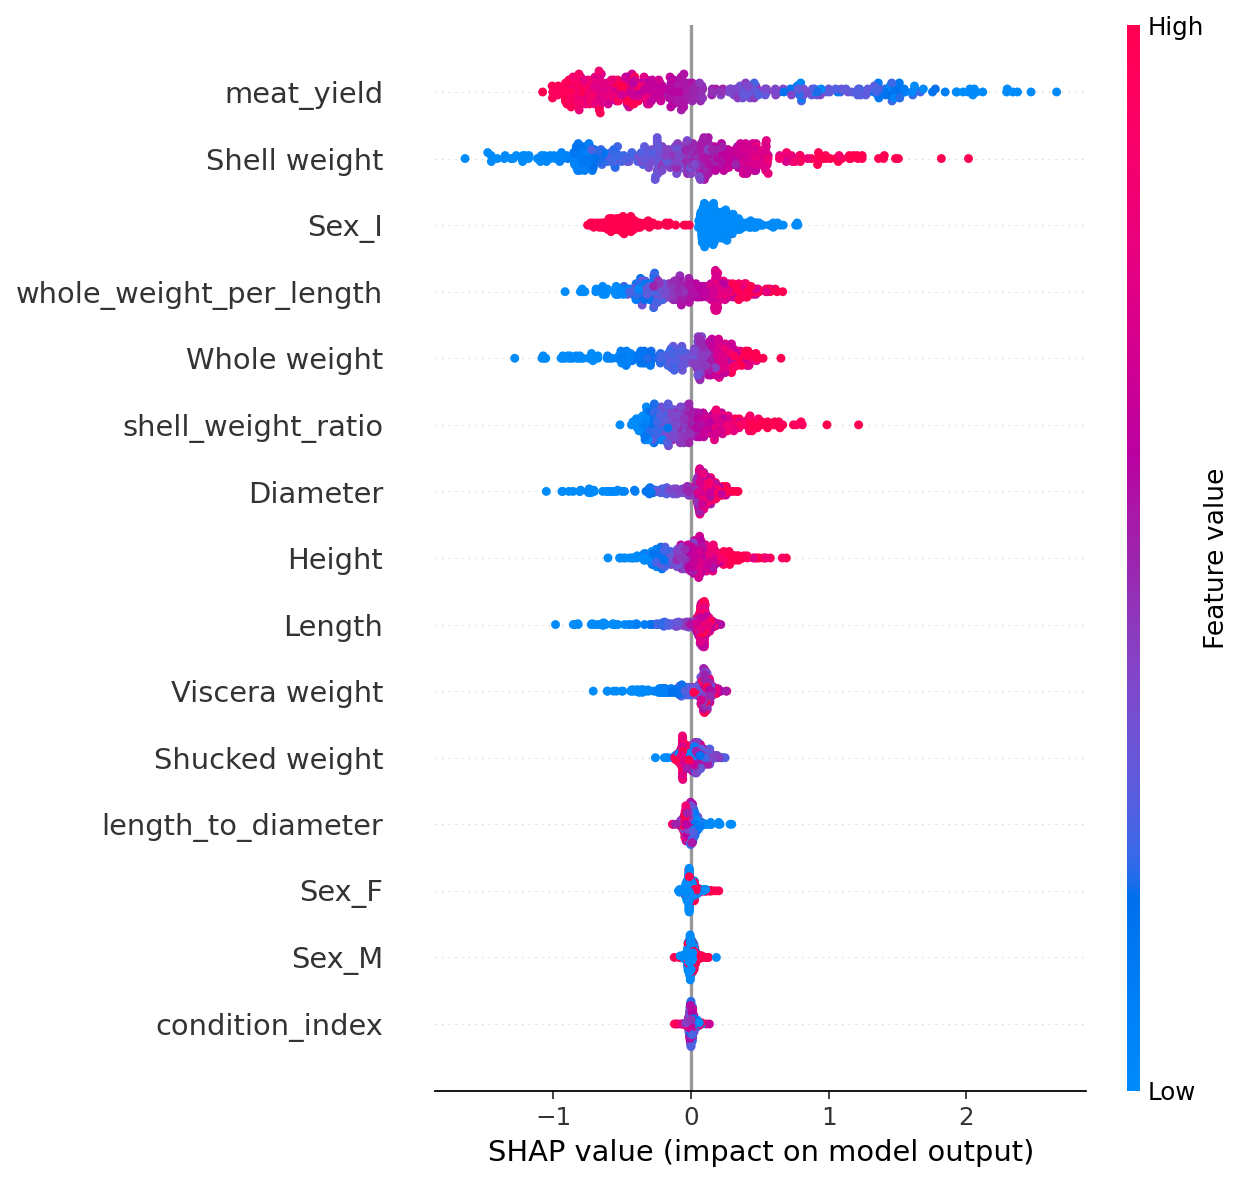 High
meat_yield
Shell weight
Sex_I
whole_weight_per_length
Whole weight
shell_weight_ratio
Diameter
Height
Length
Viscera weight
Shucked weight
length_to_diameter
Sex_F
Sex_M
condition_index
Feature value
Low
−1 0 1 2
SHAP value (impact on model output)